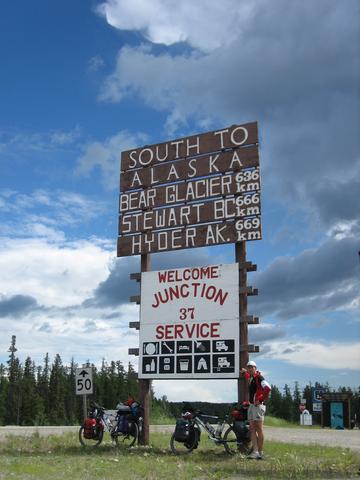 SOUTH TO
ALASKA
BEAR GLACIER 636 km
STEWART BC 666 km
HYDER AK. 669 km
WELCOME
JUNCTION
37
SERVICE
50